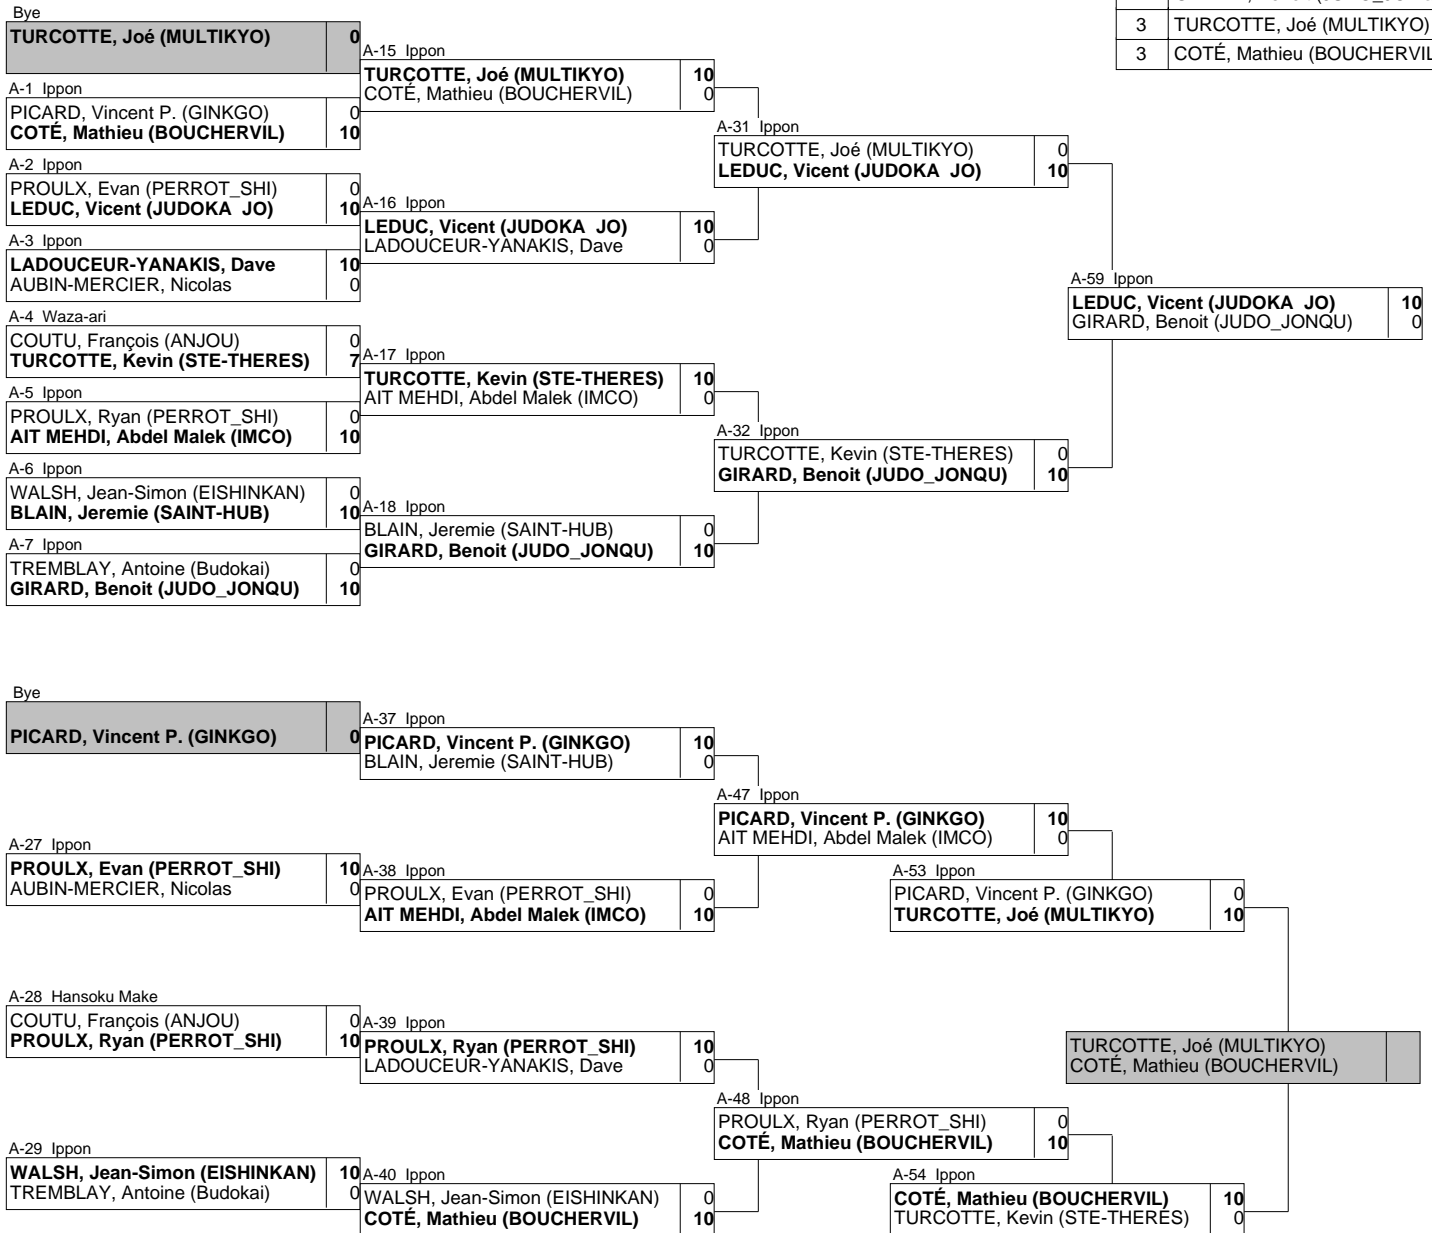 Bye
TURCOTTE, Joé (MULTIKYO) 0
A-1 Ippon
PICARD, Vincent P. (GINKGO) 0
COTÉ, Mathieu (BOUCHERVIL) 10
A-2 Ippon
PROULX, Evan (PERROT_SHI) 0
LEDUC, Vicent (JUDOKA JO) 10
A-3 Ippon
LADOUCEUR-YANAKIS, Dave 10
AUBIN-MERCIER, Nicolas 0
A-4 Waza-ari
COUTU, François (ANJOU) 0
TURCOTTE, Kevin (STE-THERES) 7
A-5 Ippon
PROULX, Ryan (PERROT_SHI) 0
AIT MEHDI, Abdel Malek (IMCO) 10
A-6 Ippon
WALSH, Jean-Simon (EISHINKAN) 0
BLAIN, Jeremie (SAINT-HUB) 10
A-7 Ippon
TREMBLAY, Antoine (Budokai) 0
GIRARD, Benoit (JUDO_JONQU) 10
A-15 Ippon
TURCOTTE, Joé (MULTIKYO) 10
COTÉ, Mathieu (BOUCHERVIL) 0
A-16 Ippon
LEDUC, Vicent (JUDOKA JO) 10
LADOUCEUR-YANAKIS, Dave 0
A-17 Ippon
TURCOTTE, Kevin (STE-THERES) 10
AIT MEHDI, Abdel Malek (IMCO) 0
A-18 Ippon
BLAIN, Jeremie (SAINT-HUB) 0
GIRARD, Benoit (JUDO_JONQU) 10
A-31 Ippon
TURCOTTE, Joé (MULTIKYO) 0
LEDUC, Vicent (JUDOKA JO) 10
A-32 Ippon
TURCOTTE, Kevin (STE-THERES) 0
GIRARD, Benoit (JUDO_JONQU) 10
A-59 Ippon
LEDUC, Vicent (JUDOKA JO) 10
GIRARD, Benoit (JUDO_JONQU) 0
3 TURCOTTE, Joé (MULTIKYO)
3 COTÉ, Mathieu (BOUCHERVIL
Bye
PICARD, Vincent P. (GINKGO) 0
A-27 Ippon
PROULX, Evan (PERROT_SHI) 10
AUBIN-MERCIER, Nicolas 0
A-28 Hansoku Make
COUTU, François (ANJOU) 0
PROULX, Ryan (PERROT_SHI) 10
A-29 Ippon
WALSH, Jean-Simon (EISHINKAN) 10
TREMBLAY, Antoine (Budokai) 0
A-37 Ippon
PICARD, Vincent P. (GINKGO) 10
BLAIN, Jeremie (SAINT-HUB) 0
A-38 Ippon
PROULX, Evan (PERROT_SHI) 0
AIT MEHDI, Abdel Malek (IMCO) 10
A-39 Ippon
PROULX, Ryan (PERROT_SHI) 10
LADOUCEUR-YANAKIS, Dave 0
A-40 Ippon
WALSH, Jean-Simon (EISHINKAN) 0
COTÉ, Mathieu (BOUCHERVIL) 10
A-47 Ippon
PICARD, Vincent P. (GINKGO) 10
AIT MEHDI, Abdel Malek (IMCO) 0
A-48 Ippon
PROULX, Ryan (PERROT_SHI) 0
COTÉ, Mathieu (BOUCHERVIL) 10
A-53 Ippon
PICARD, Vincent P. (GINKGO) 0
TURCOTTE, Joé (MULTIKYO) 10
A-54 Ippon
COTÉ, Mathieu (BOUCHERVIL) 10
TURCOTTE, Kevin (STE-THERES) 0
TURCOTTE, Joé (MULTIKYO)
COTÉ, Mathieu (BOUCHERVIL)